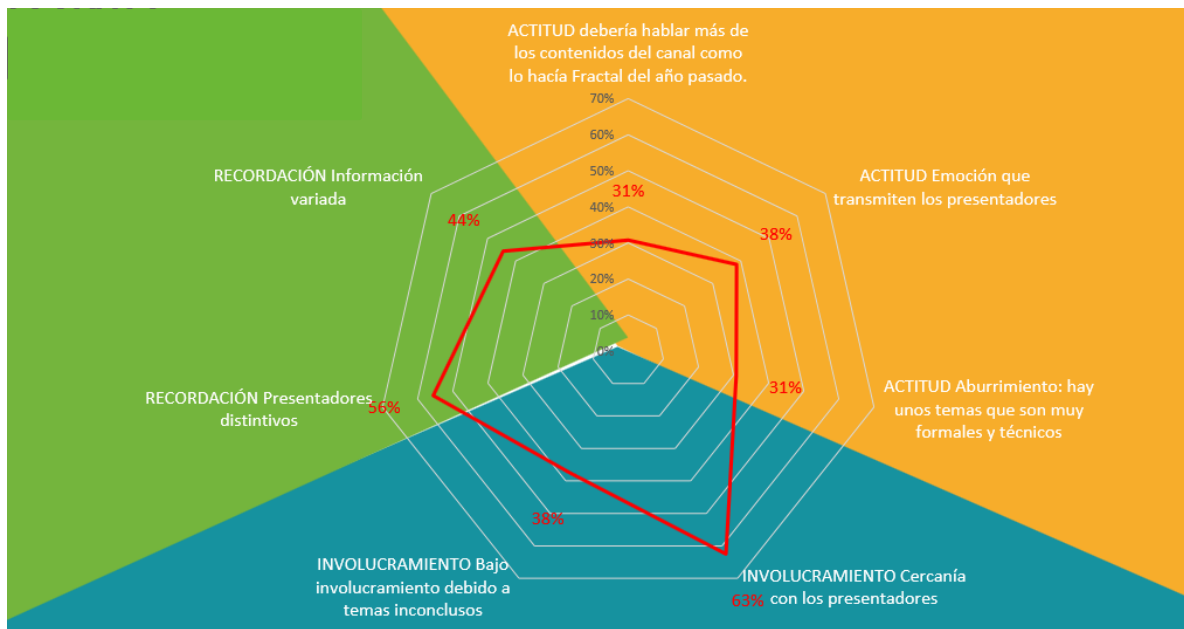 ACTITUD debería hablar más de
los contenidos del canal como
lo hacía Fractal del año pasado.
70%
60%
50%
40%
30%
20%
10%
0%
31%
ACTITUD Emoción que
transmiten los presentadores
38%
ACTITUD Aburrimiento: hay
unos temas que son muy
formales y técnicos
31%
INVOLUCRAMIENTO Cercanía
con los presentadores
63%
INVOLUCRAMIENTO Bajo
involucramiento debido a
temas inconclusos
38%
RECORDACIÓN Presentadores
distintivos
56%
RECORDACIÓN Información
variada
44%